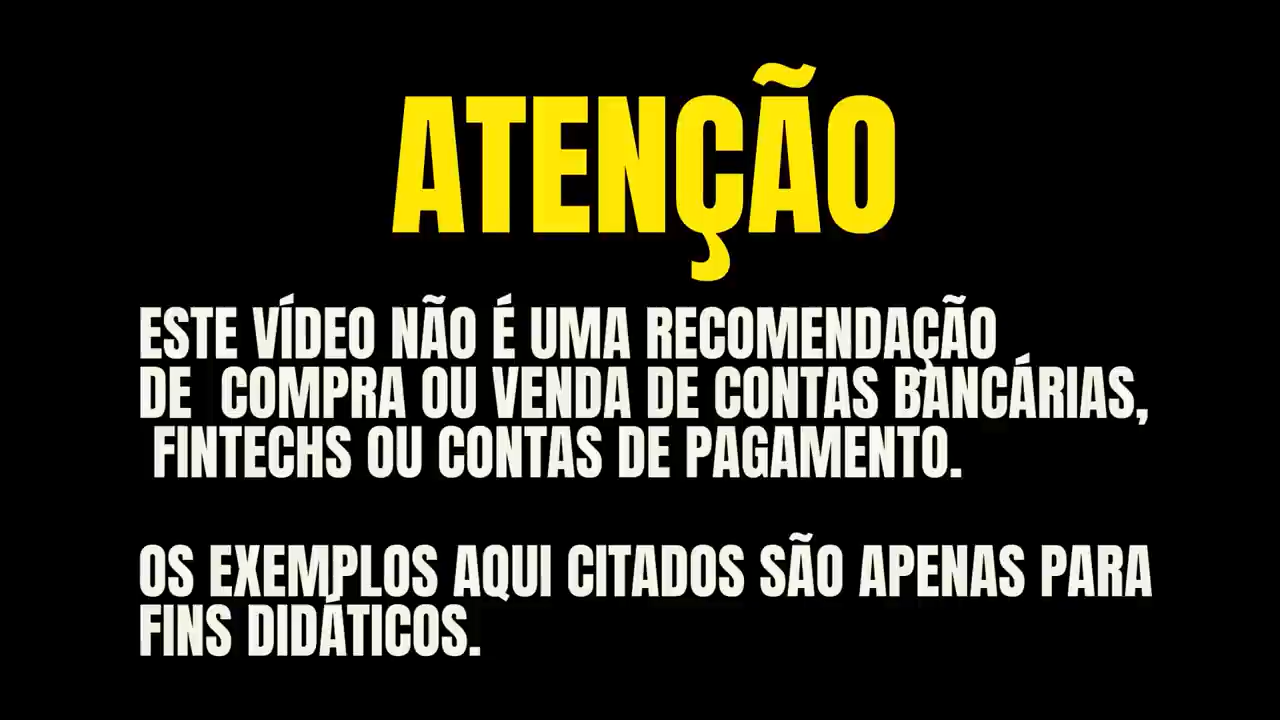 ATENÇÃO
ESTE VÍDEO NÃO É UMA RECOMENDAÇÃO
DE COMPRA OU VENDA DE CONTAS BANCÁRIAS,
FINTECHS OU CONTAS DE PAGAMENTO.
OS EXEMPLOS AQUI CITADOS SÃO APENAS PARA
FINS DIDÁTICOS.